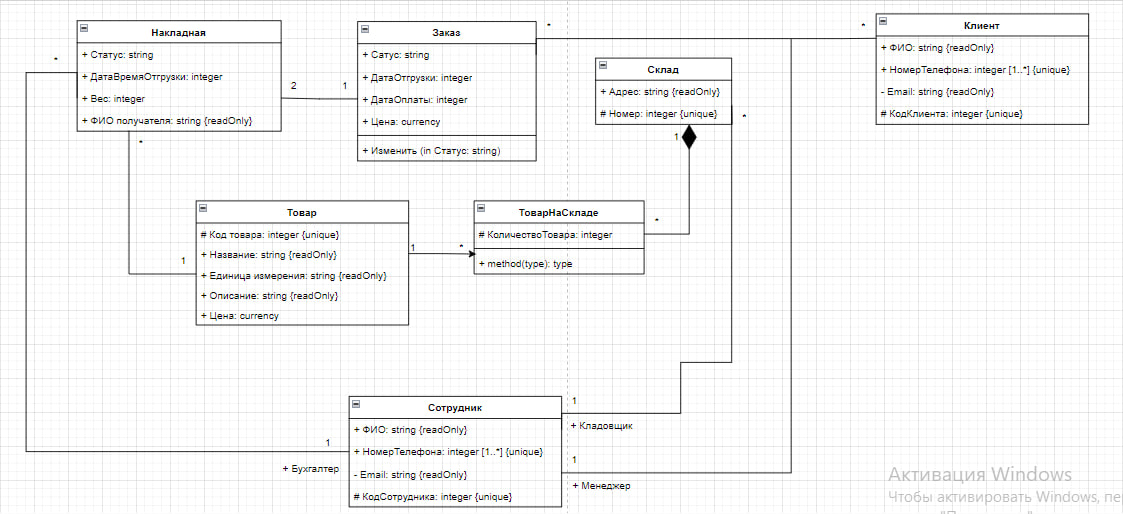 Накладная
+ Статус: string
+ ДатаВремяОтгрузки: integer
+ Вес: integer
+ ФИО получателя: string {readOnly}
*
*
2
1
Заказ
+ Сатус: string
+ ДатаОтгрузки: integer
+ ДатаОплаты: integer
+ Цена: currency
+ Изменить (in Статус: string)
*
*
Склад
+ Адрес: string {readOnly}
# Номер: integer {unique}
1
*
Клиент
+ ФИО: string {readOnly}
+ НомерТелефона: integer [1..*] {unique}
- Email: string {readOnly}
# КодКлиента: integer {unique}
Товар
# Код товара: integer {unique}
+ Название: string {readOnly}
+ Единица измерения: string {readOnly}
+ Описание: string {readOnly}
+ Цена: currency
1
1
*
ТоварНаСкладе
# КоличествоТовара: integer
+ method(type): type
*
Сотрудник
+ ФИО: string {readOnly}
+ НомерТелефона: integer [1..*] {unique}
- Email: string {readOnly}
# КодСотрудника: integer {unique}
1
+ Бухгалтер
1
+ Кладовщик
1
+ Менеджер
Активация Windows
Чтобы активировать Windows, пе